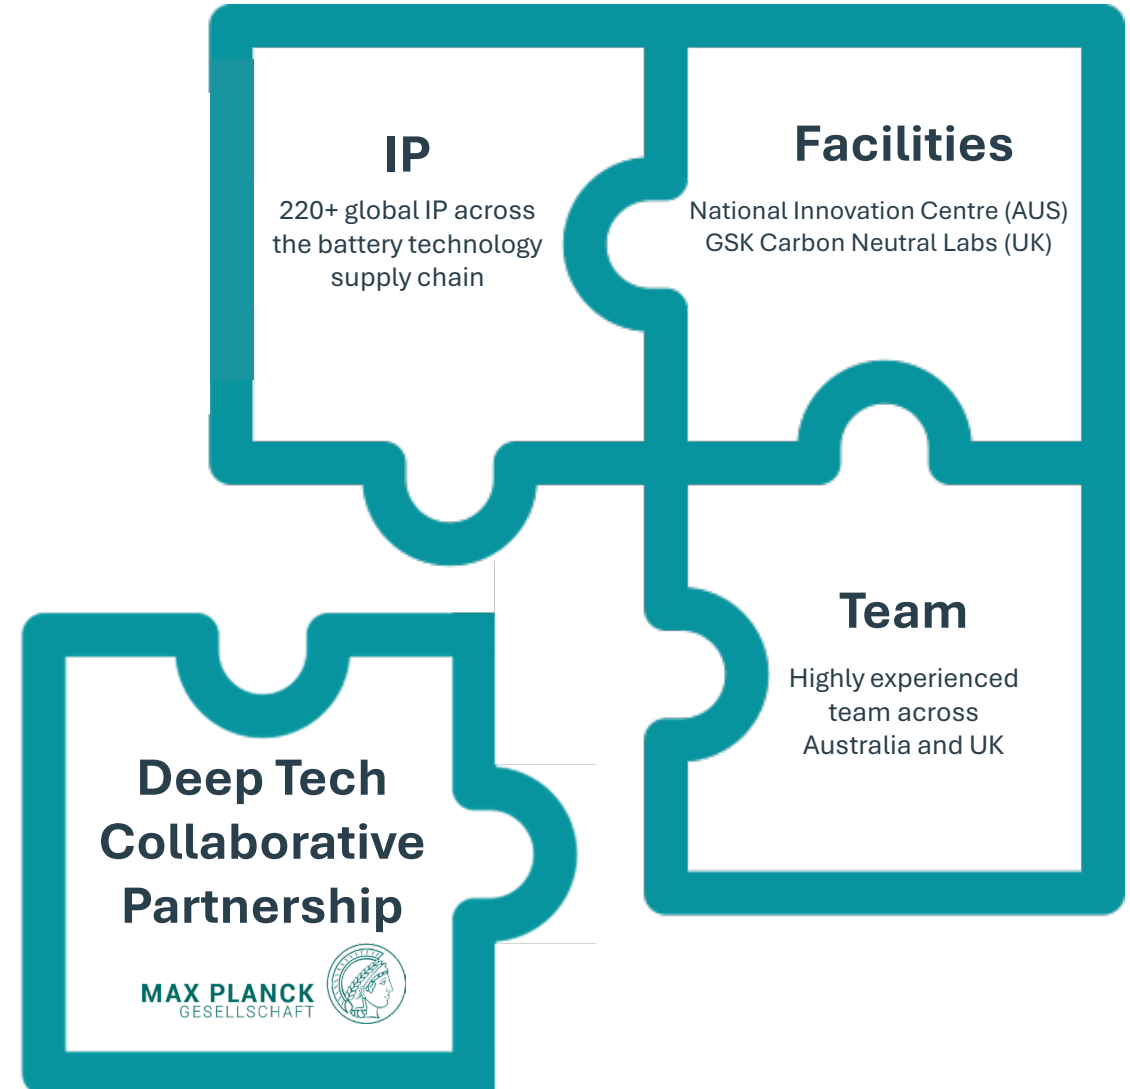 IP
220+ global IP across
the battery technology
supply chain
Facilities
National Innovation Centre (AUS)
GSK Carbon Neutral Labs (UK)
Team
Highly experienced
team across
Australia and UK
Deep Tech
Collaborative
Partnership
MAX PLANCK
GESELLSCHAFT